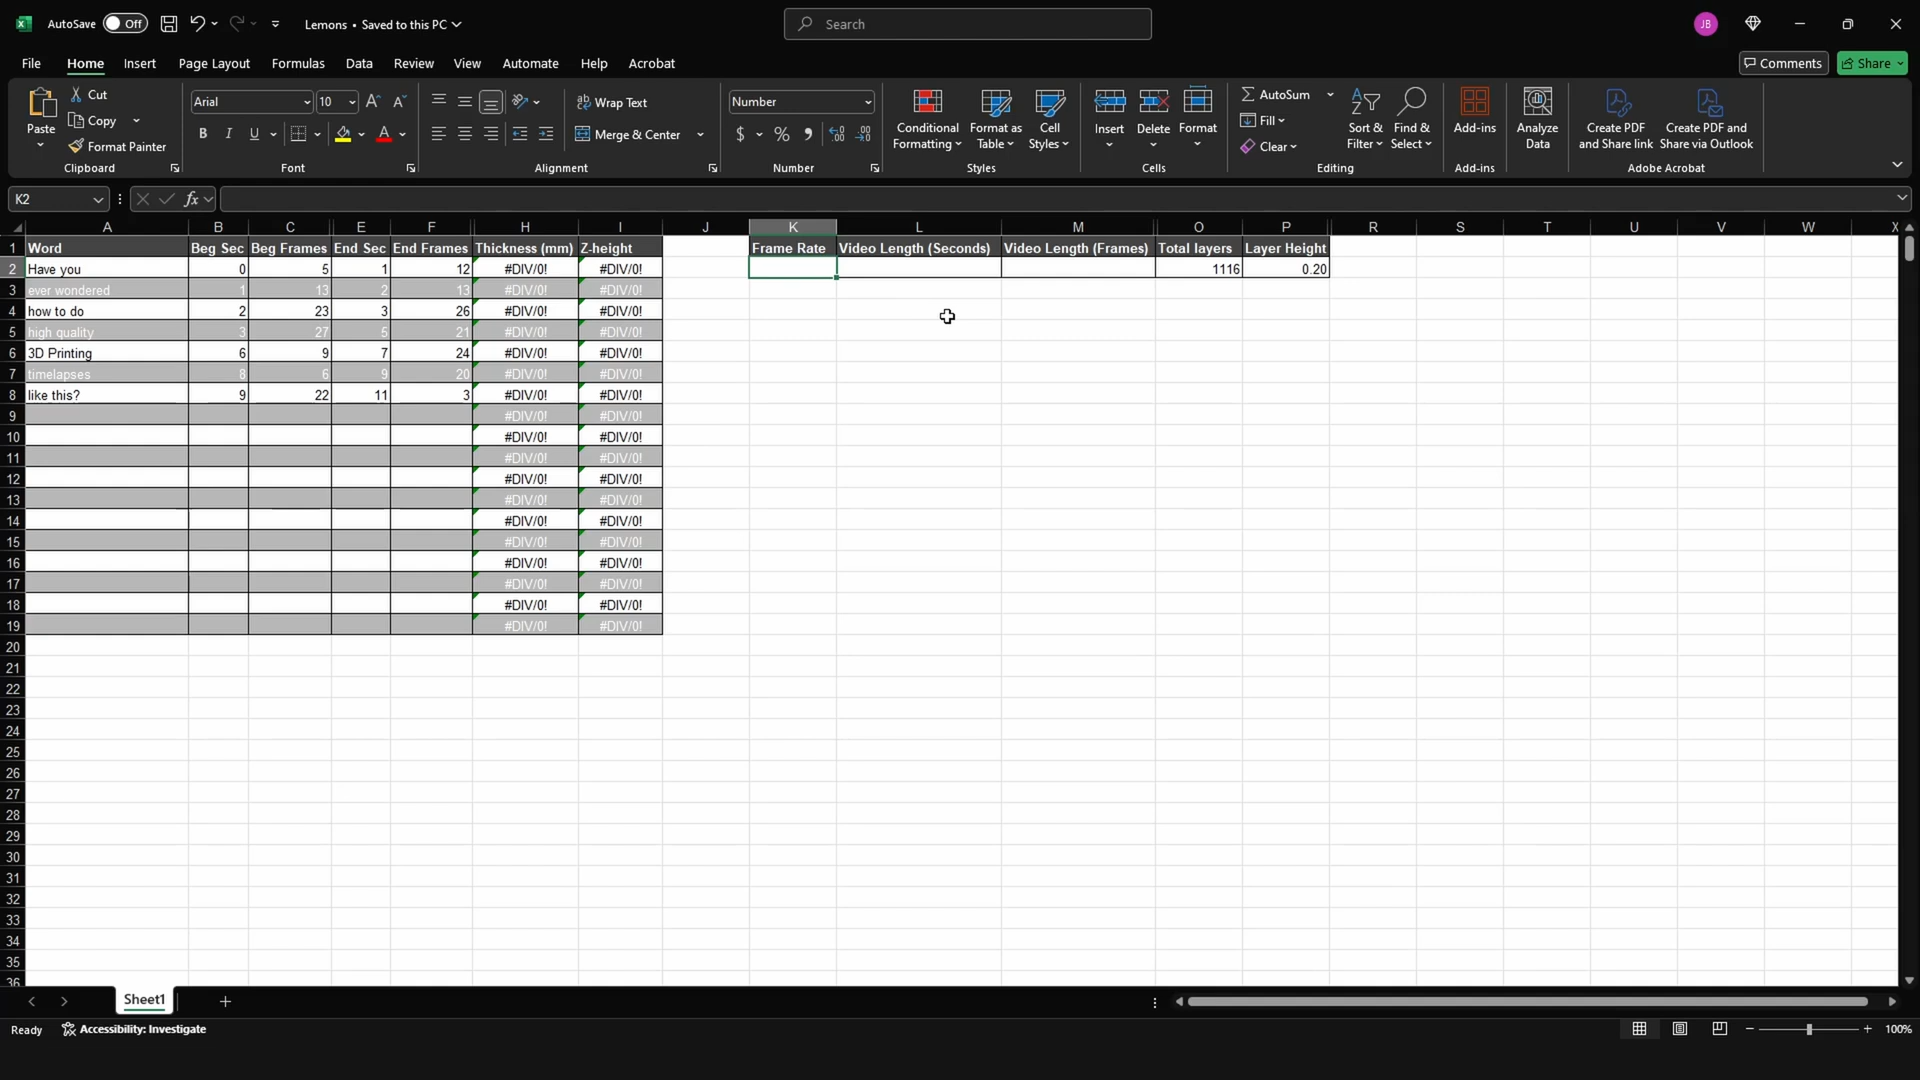 AutoSave Off Lemons • Saved to this PC Search JB
File Home Insert Page Layout Formulas Data Review View Automate Help Acrobat Comments Share
Paste Cut Copy Format Painter Clipboard
Arial 10 B I U A Font
Wrap Text Merge & Center Alignment
Number $ % , Number
Conditional Formatting Format as Table Cell Styles Styles
Insert Delete Format Cells
AutoSum Fill Clear Sort & Filter Find & Select Editing
Add-ins Add-ins
Analyze Data
Create PDF and Share link Create PDF and Share via Outlook Adobe Acrobat
K2 fx
A B C E F H I J K L M O P R S T U V W X
1 Word Beg Sec Beg Frames End Sec End Frames Thickness (mm) Z-height Frame Rate Video Length (Seconds) Video Length (Frames) Total layers Layer Height
2 Have you 0 5 1 12 #DIV/0! #DIV/0! 1116 0.20
3 ever wondered 1 13 2 13 #DIV/0! #DIV/0!
4 how to do 2 23 3 26 #DIV/0! #DIV/0!
5 high quality 3 27 5 21 #DIV/0! #DIV/0!
6 3D Printing 6 9 7 24 #DIV/0! #DIV/0!
7 timelapses 8 6 9 20 #DIV/0! #DIV/0!
8 like this? 9 22 11 3 #DIV/0! #DIV/0!
9 #DIV/0! #DIV/0!
10 #DIV/0! #DIV/0!
11 #DIV/0! #DIV/0!
12 #DIV/0! #DIV/0!
13 #DIV/0! #DIV/0!
14 #DIV/0! #DIV/0!
15 #DIV/0! #DIV/0!
16 #DIV/0! #DIV/0!
17 #DIV/0! #DIV/0!
18 #DIV/0! #DIV/0!
19 #DIV/0! #DIV/0!
20
21
22
23
24
25
26
27
28
29
30
31
32
33
34
35
36
Sheet1
Ready Accessibility: Investigate 100%